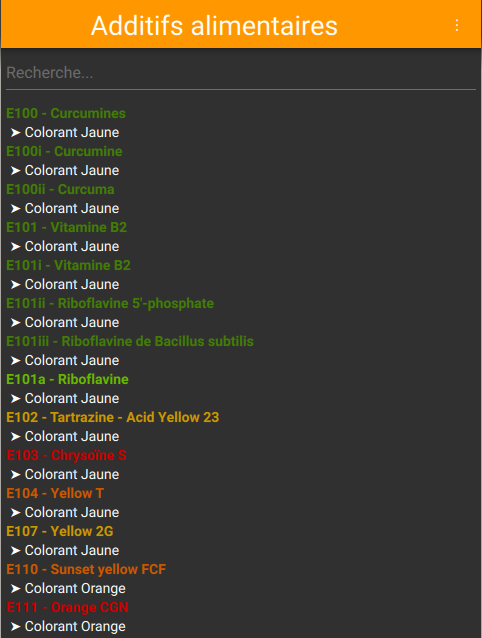 Additifs alimentaires
Recherche...
E100 - Curcumines
➤ Colorant Jaune
E100i - Curcumine
➤ Colorant Jaune
E100ii - Curcuma
➤ Colorant Jaune
E101 - Vitamine B2
➤ Colorant Jaune
E101i - Vitamine B2
➤ Colorant Jaune
E101ii - Riboflavine 5'-phosphate
➤ Colorant Jaune
E101iii - Riboflavine de Bacillus subtilis
➤ Colorant Jaune
E101a - Riboflavine
➤ Colorant Jaune
E102 - Tartrazine - Acid Yellow 23
➤ Colorant Jaune
E103 - Chrysoïne S
➤ Colorant Jaune
E104 - Yellow T
➤ Colorant Jaune
E107 - Yellow 2G
➤ Colorant Jaune
E110 - Sunset yellow FCF
➤ Colorant Orange
E111 - Orange CGN
➤ Colorant Orange